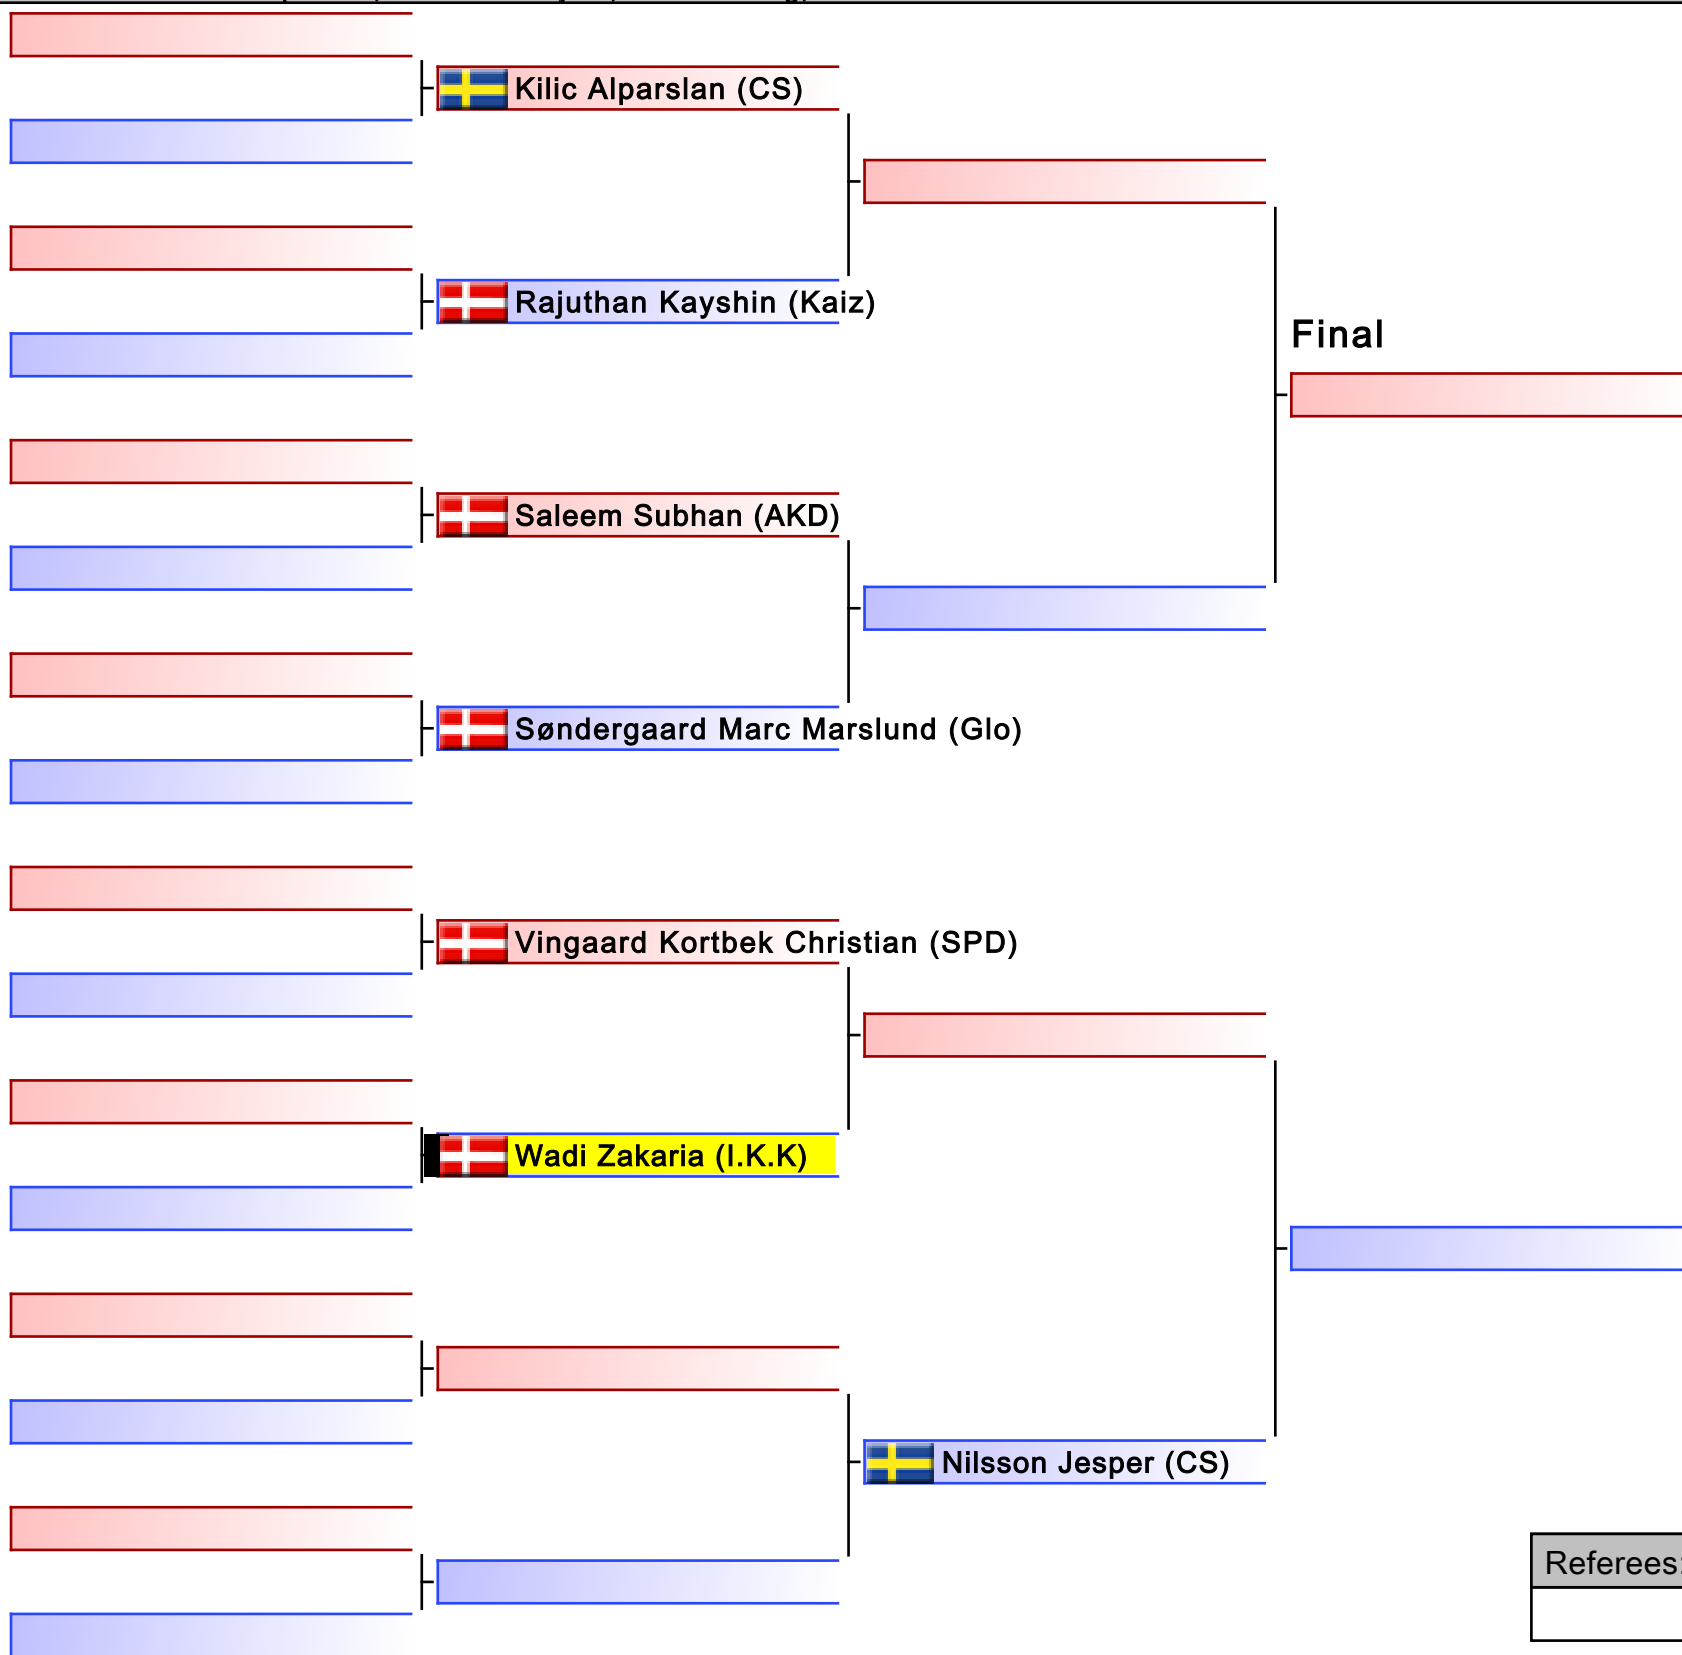 Kilic Alparslan (CS)
Rajuthan Kayshin (Kaiz)
Final
Saleem Subhan (AKD)
Søndergaard Marc Marslund (Glo)
Vingaard Kortbek Christian (SPD)
Wadi Zakaria (I.K.K)
Nilsson Jesper (CS)
Referees: